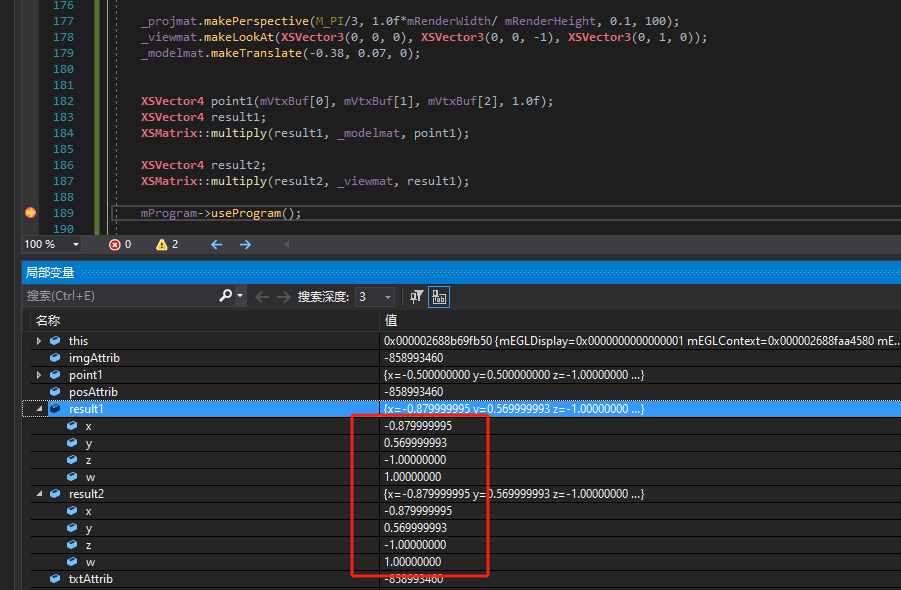 176
177 _projmat.makePerspective(M_PI/3, 1.0f*mRenderWidth/ mRenderHeight, 0.1, 100);
178 _viewmat.makeLookAt(XSVector3(0, 0, 0), XSVector3(0, 0, -1), XSVector3(0, 1, 0));
179 _modelmat.makeTranslate(-0.38, 0.07, 0);
180
181
182 XSVector4 point1(mVtxBuf[0], mVtxBuf[1], mVtxBuf[2], 1.0f);
183 XSVector4 result1;
184 XSMatrix::multiply(result1, _modelmat, point1);
185
186 XSVector4 result2;
187 XSMatrix::multiply(result2, _viewmat, result1);
188
189 mProgram->useProgram();
190
100 % 0 2
局部变量
搜索(Ctrl+E) 搜索深度: 3
名称 值
this 0x000002688b69fb50 {mEGLDisplay=0x0000000000000001 mEGLContext=0x000002688faa4580 mE...
imgAttrib -858993460
point1 {x=-0.500000000 y=0.500000000 z=-1.00000000 ...}
posAttrib -858993460
result1 {x=-0.879999995 y=0.569999993 z=-1.00000000 ...}
x -0.879999995
y 0.569999993
z -1.00000000
w 1.00000000
result2 {x=-0.879999995 y=0.569999993 z=-1.00000000 ...}
x -0.879999995
y 0.569999993
z -1.00000000
w 1.00000000
txtAttrib -858993460